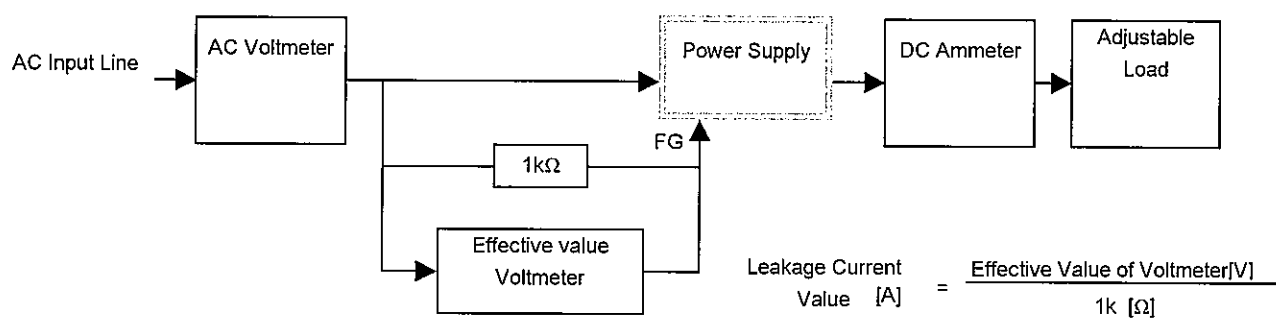 AC Input Line
AC Voltmeter
Power Supply
DC Ammeter
Adjustable
Load
FG
1kΩ
Effective value
Voltmeter
Leakage Current
Value [A]
=
Effective Value of Voltmeter[V]
1k [Ω]